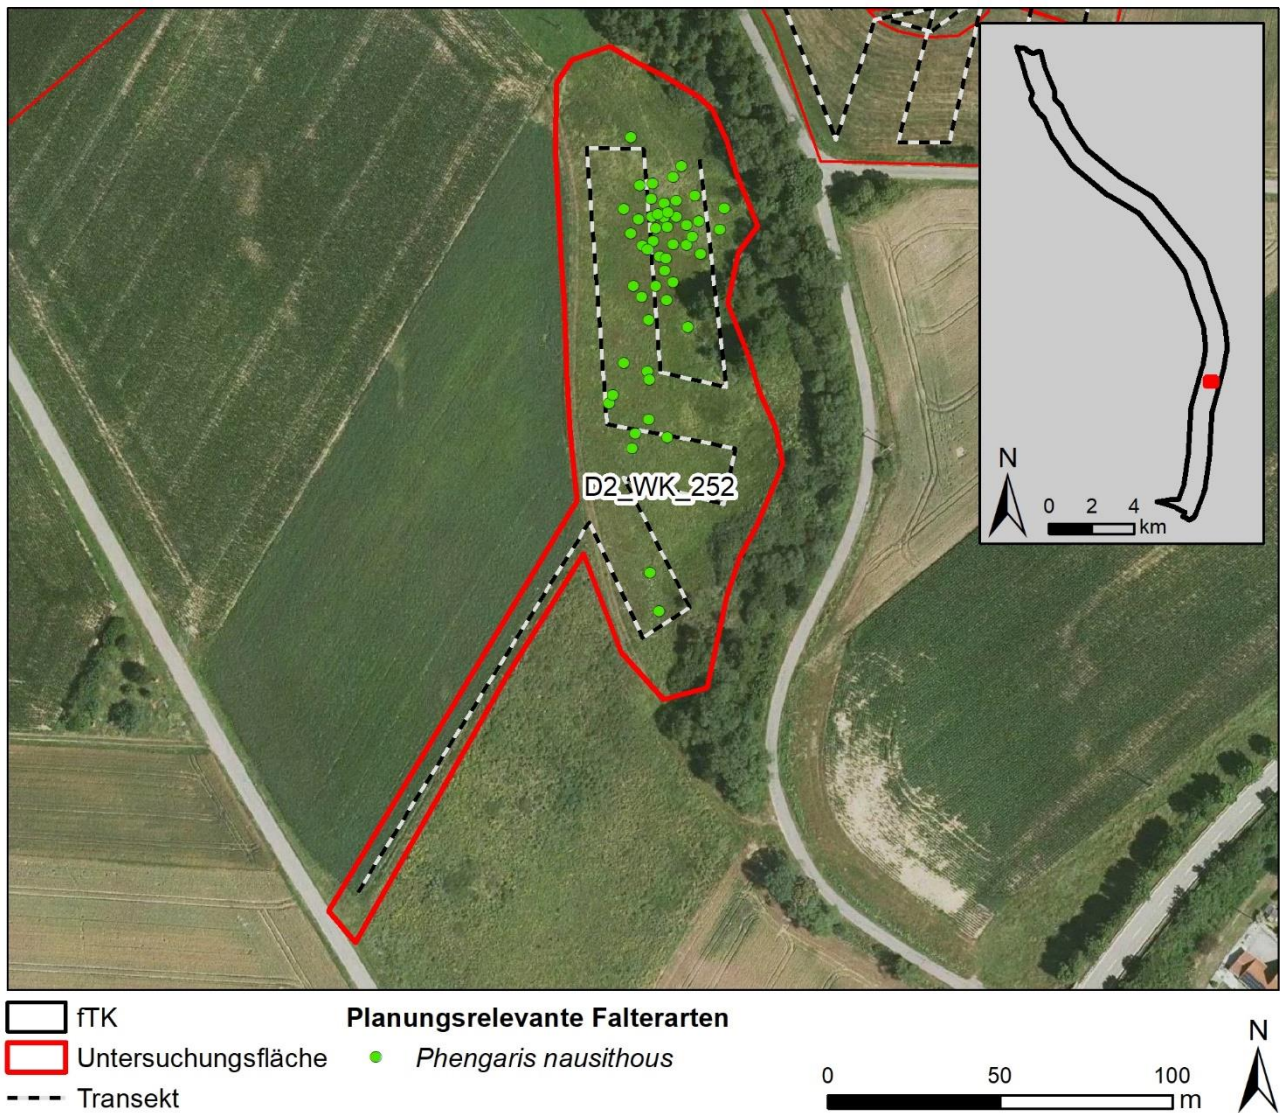 D2_WK_252
N
0 2 4
km
fTK
Untersuchungsfläche
Transekt
Planungsrelevante Falterarten
Phengaris nausithous
0 50 100
m
N